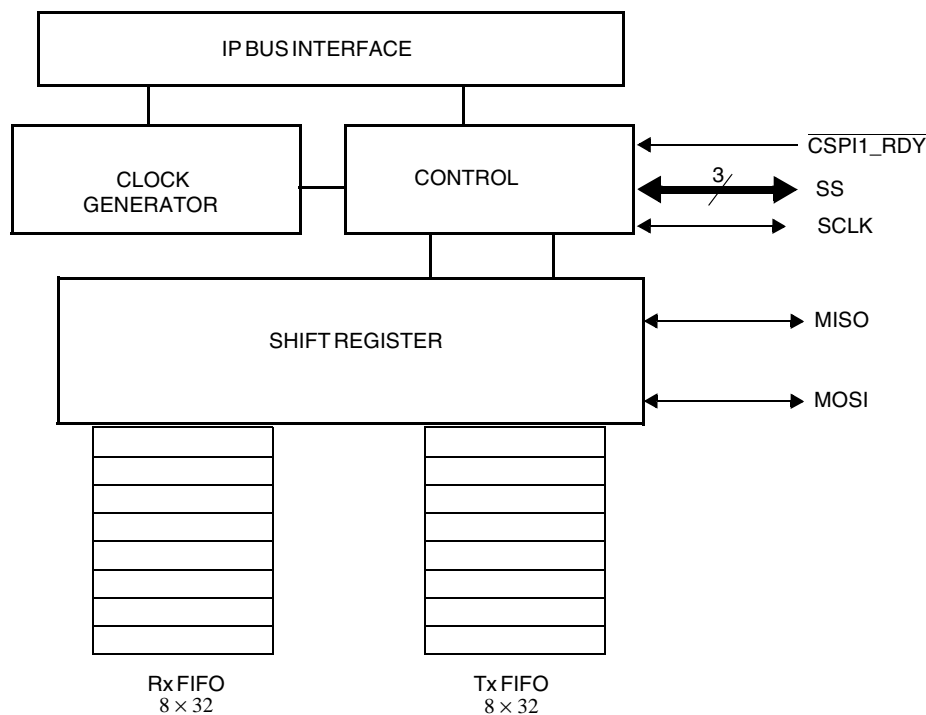 IP BUS INTERFACE
CLOCK
GENERATOR
CONTROL
CSPI1_RDY
3
SS
SCLK
SHIFT REGISTER
MISO
MOSI
Rx FIFO
8 × 32
Tx FIFO
8 × 32